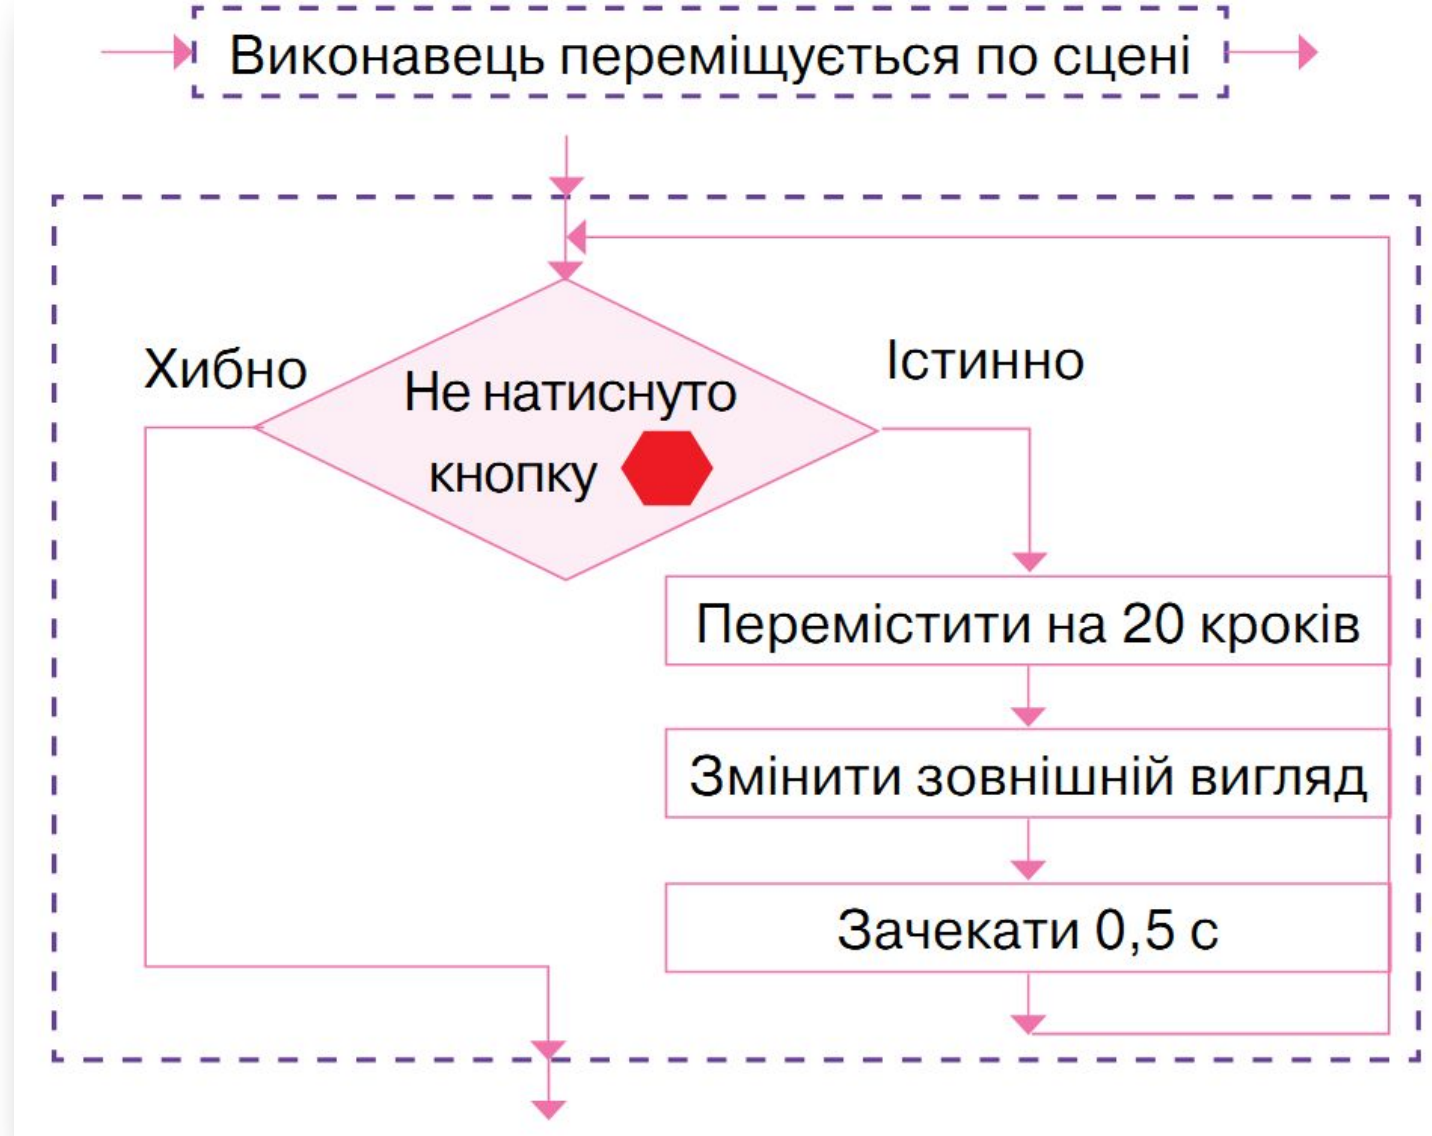 Виконавець переміщується по сцені
Хибно
Істинно
Не натиснуто
кнопку
Перемістити на 20 кроків
Змінити зовнішній вигляд
Зачекати 0,5 с